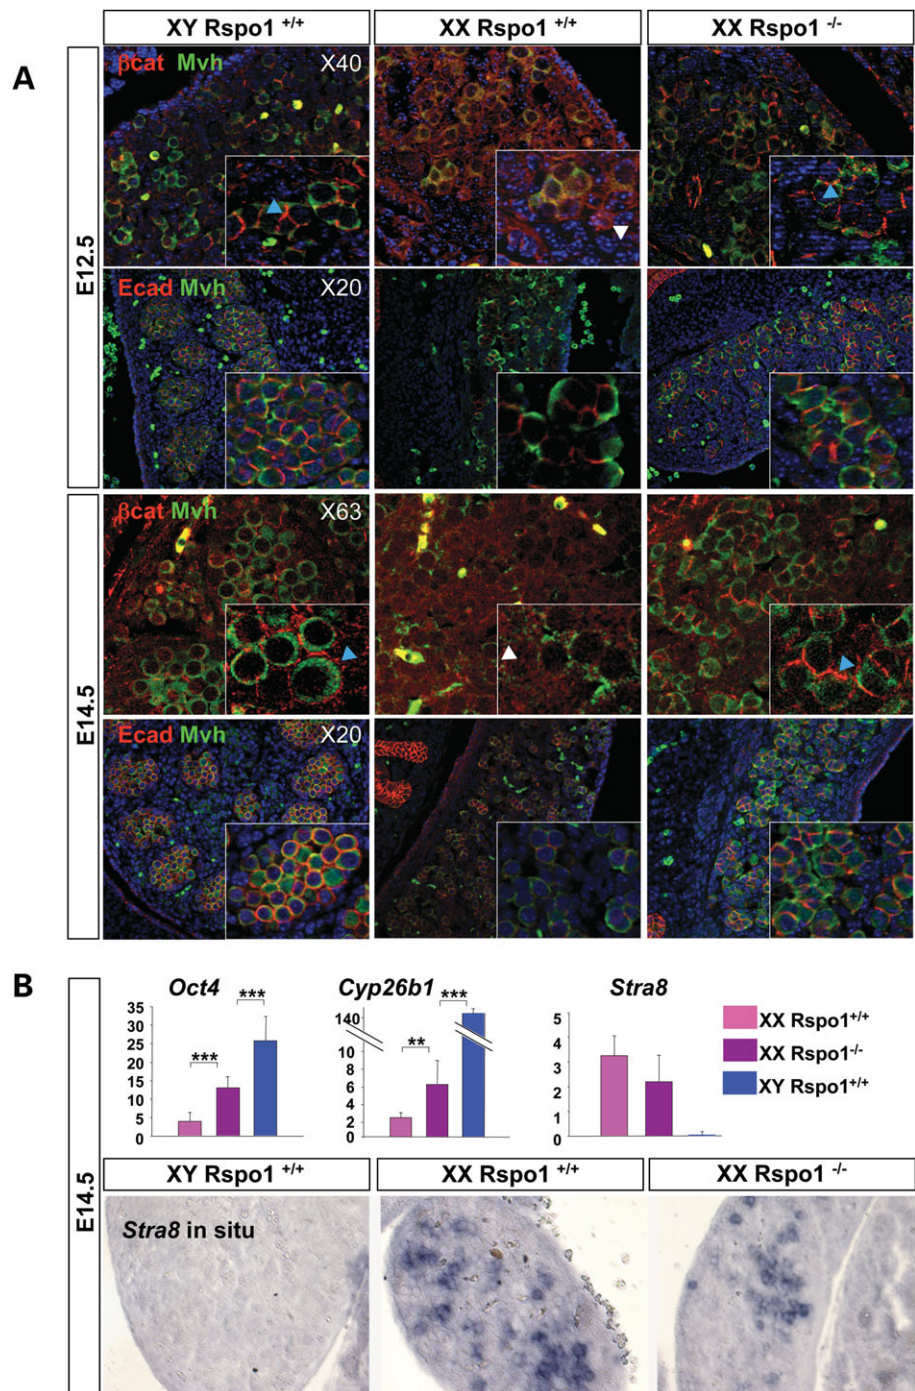 XY Rspo1 +/+
XX Rspo1 +/+
XX Rspo1 -/-
A
E12.5
βcat Mvh X40
Ecad Mvh X20
E14.5
βcat Mvh X63
Ecad Mvh X20
B
Oct4
35
30
25
20
15
10
5
0
***
***
Cyp26b1
140
10
8
6
4
2
0
**
***
Stra8
5
4
3
2
1
0
XX Rspo1+/+
XX Rspo1-/-
XY Rspo1+/+
E14.5
XY Rspo1 +/+
XX Rspo1 +/+
XX Rspo1 -/-
Stra8 in situ